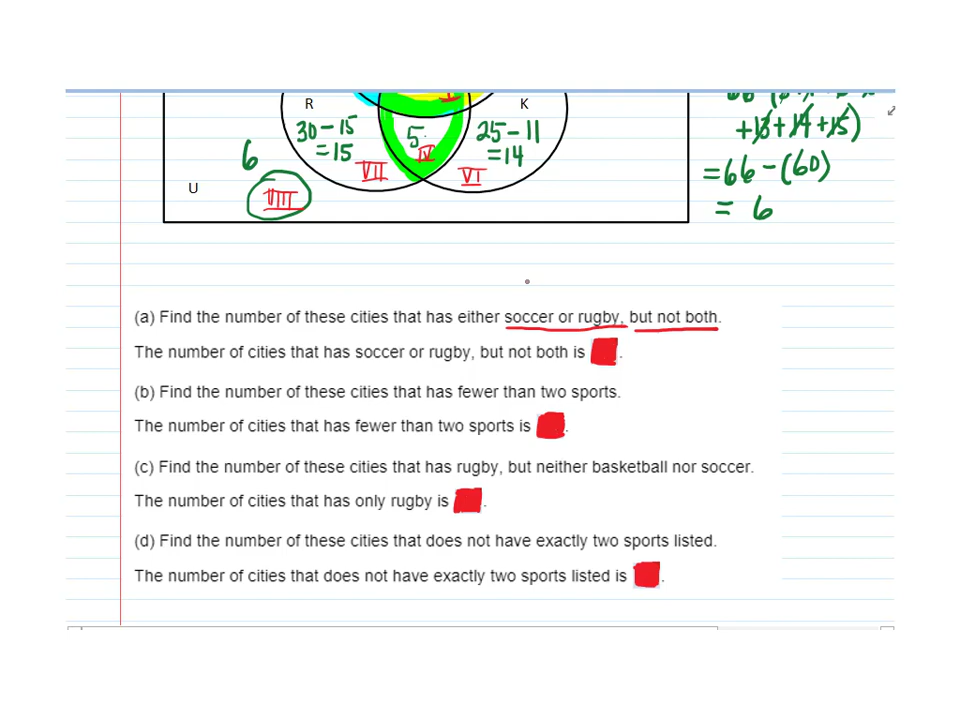 R
K
30-15
=15
5
25-11
=14
I
IV
VII
VI
6
VIII
U
+13+14+15)
=66-(60)
= 6
(a) Find the number of these cities that has either soccer or rugby, but not both.
The number of cities that has soccer or rugby, but not both is .
(b) Find the number of these cities that has fewer than two sports.
The number of cities that has fewer than two sports is .
(c) Find the number of these cities that has rugby, but neither basketball nor soccer.
The number of cities that has only rugby is .
(d) Find the number of these cities that does not have exactly two sports listed.
The number of cities that does not have exactly two sports listed is .